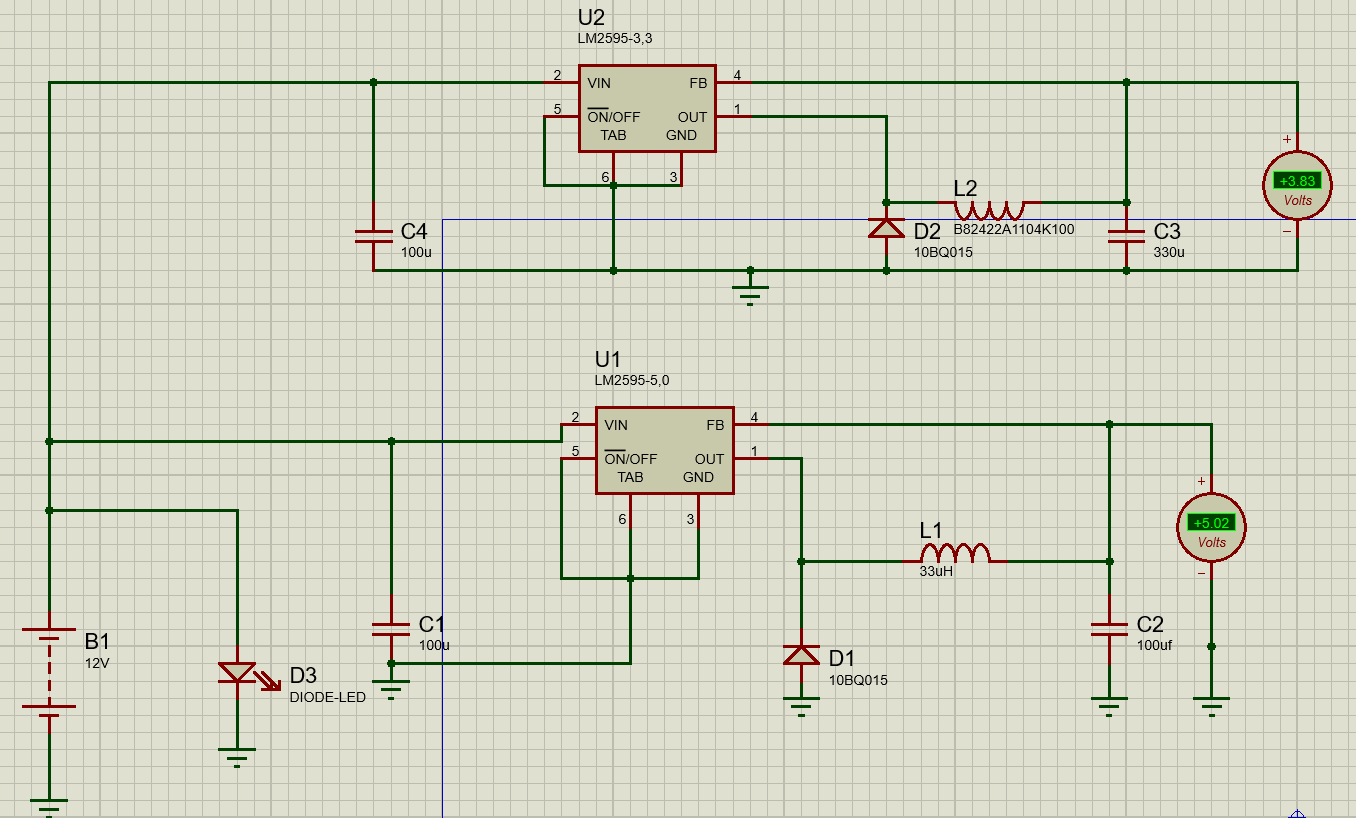 U2
LM2595-3,3
2 VIN FB 4
5 ON/OFF OUT 1
TAB GND
6 3
+
+3.83
Volts
−
L2
B82422A1104K100
C4
100u
D2
10BQ015
C3
330u
U1
LM2595-5,0
2 VIN FB 4
5 ON/OFF OUT 1
TAB GND
6 3
+
+5.02
Volts
−
L1
33uH
B1
12V
C1
100u
C2
100uf
D3
DIODE-LED
D1
10BQ015